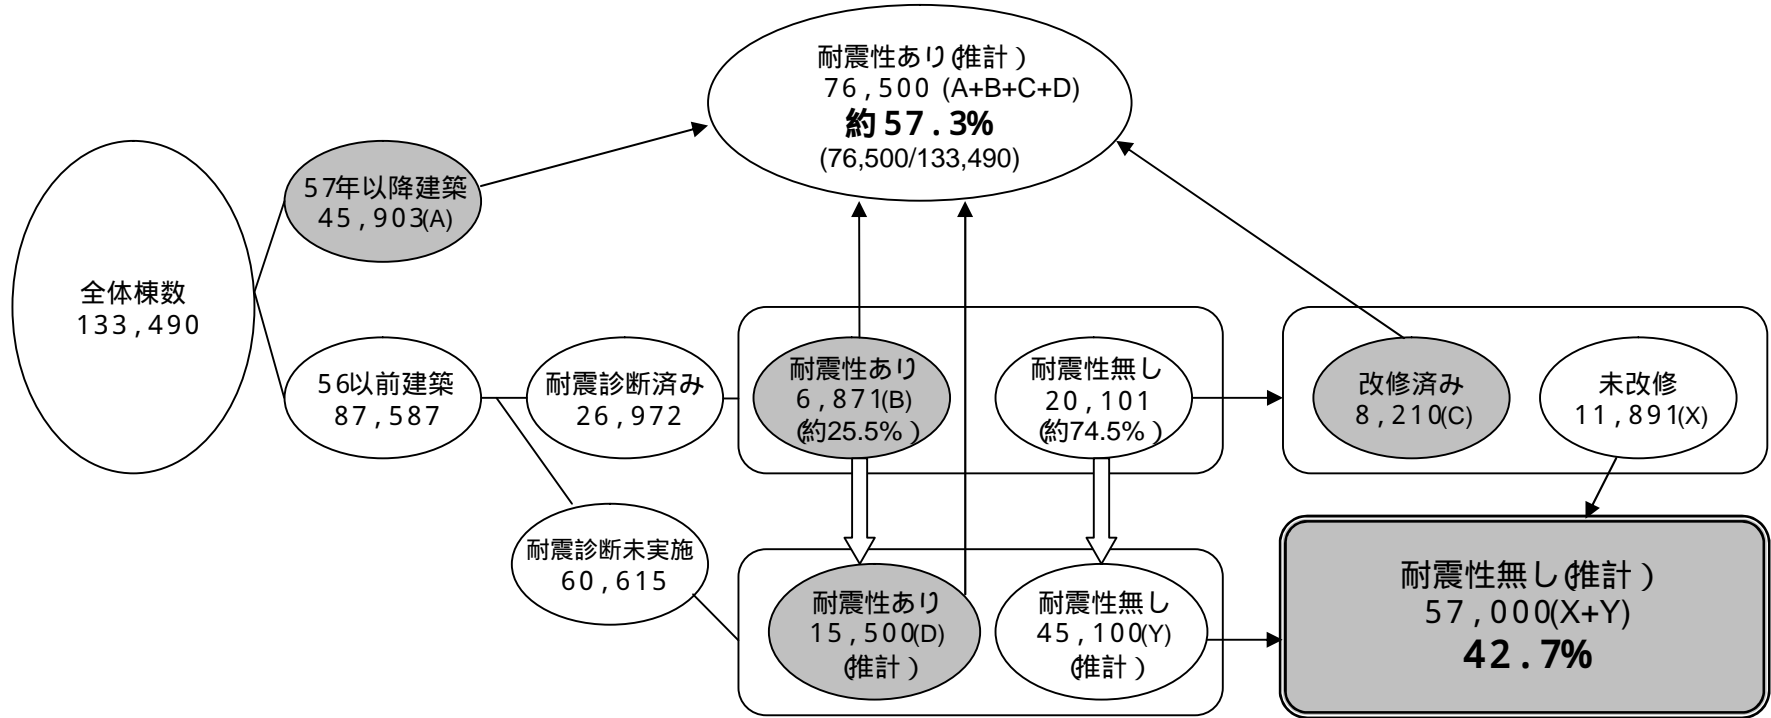 耐震性あり(推計)
76,500 (A+B+C+D)
約57.3%
(76,500/133,490)
57年以降建築
45,903(A)
全体棟数
133,490
56以前建築
87,587
耐震診断済み
26,972
耐震性あり
6,871(B)
(約25.5%)
耐震性無し
20,101
(約74.5%)
改修済み
8,210(C)
未改修
11,891(X)
耐震診断未実施
60,615
耐震性あり
15,500(D)
(推計)
耐震性無し
45,100(Y)
(推計)
耐震性無し(推計)
57,000(X+Y)
42.7%